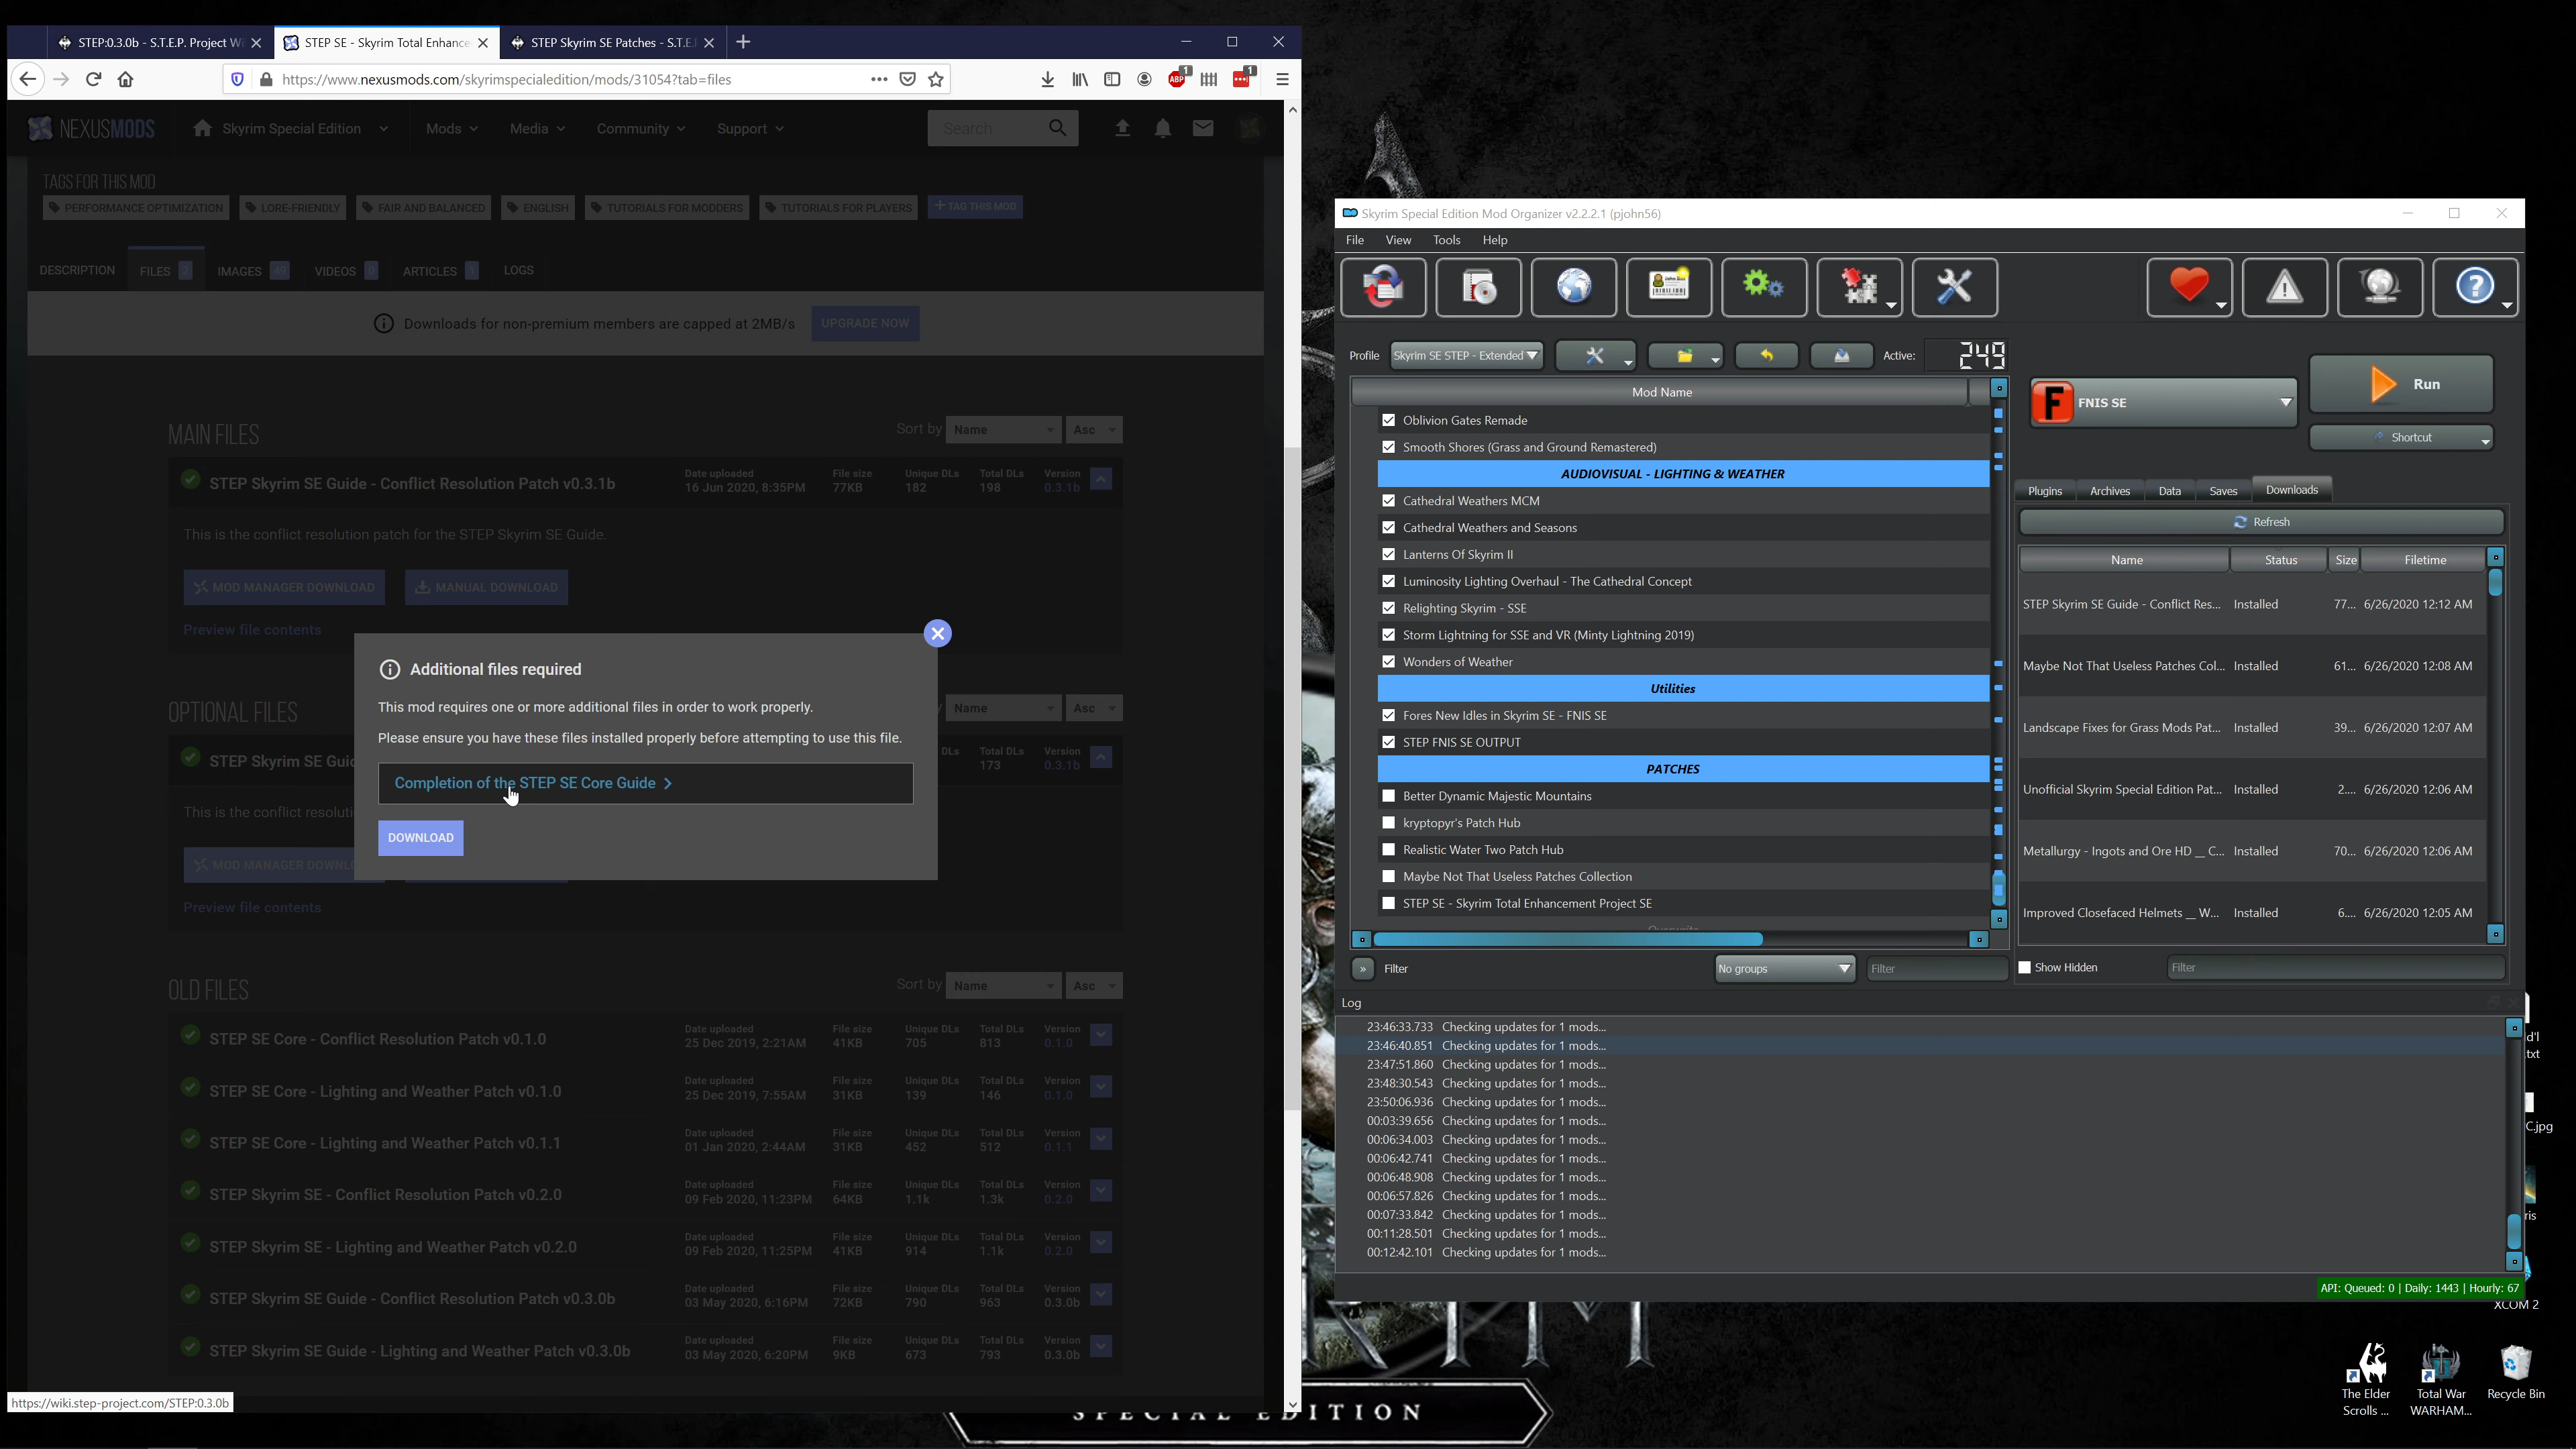 STEP:0.3.0b - S.T.E.P. Project W
STEP SE - Skyrim Total Enhance
STEP Skyrim SE Patches - S.T.E.
https://www.nexusmods.com/skyrimspecialedition/mods/31054?tab=files
ABP
1
1
NEXUSMODS
Skyrim Special Edition
Mods
Media
Community
Support
Search
TAGS FOR THIS MOD
PERFORMANCE OPTIMIZATION
LORE-FRIENDLY
FAIR AND BALANCED
ENGLISH
TUTORIALS FOR MODDERS
TUTORIALS FOR PLAYERS
+ TAG THIS MOD
DESCRIPTION
FILES 2
IMAGES 49
VIDEOS 0
ARTICLES 1
LOGS
Downloads for non-premium members are capped at 2MB/s
UPGRADE NOW
MAIN FILES
Sort by Name Asc
STEP Skyrim SE Guide - Conflict Resolution Patch v0.3.1b
Date uploaded File size Unique DLs Total DLs Version
16 Jun 2020, 8:35PM 77KB 182 198 0.3.1b
This is the conflict resolution patch for the STEP Skyrim SE Guide.
MOD MANAGER DOWNLOAD
MANUAL DOWNLOAD
Preview file contents
Additional files required
This mod requires one or more additional files in order to work properly.
Please ensure you have these files installed properly before attempting to use this file.
Completion of the STEP SE Core Guide >
DOWNLOAD
OPTIONAL FILES
Name Asc
STEP Skyrim SE Guid
DLs Total DLs Version
173 0.3.1b
This is the conflict resoluti
MOD MANAGER DOWNLO
Preview file contents
OLD FILES
Sort by Name Asc
STEP SE Core - Conflict Resolution Patch v0.1.0
Date uploaded File size Unique DLs Total DLs Version
25 Dec 2019, 2:21AM 41KB 705 813 0.1.0
STEP SE Core - Lighting and Weather Patch v0.1.0
Date uploaded File size Unique DLs Total DLs Version
25 Dec 2019, 7:55AM 31KB 139 146 0.1.0
STEP SE Core - Lighting and Weather Patch v0.1.1
Date uploaded File size Unique DLs Total DLs Version
01 Jan 2020, 2:44AM 31KB 452 512 0.1.1
STEP Skyrim SE - Conflict Resolution Patch v0.2.0
Date uploaded File size Unique DLs Total DLs Version
09 Feb 2020, 11:23PM 64KB 1.1k 1.3k 0.2.0
STEP Skyrim SE - Lighting and Weather Patch v0.2.0
Date uploaded File size Unique DLs Total DLs Version
09 Feb 2020, 11:25PM 41KB 914 1.1k 0.2.0
STEP Skyrim SE Guide - Conflict Resolution Patch v0.3.0b
Date uploaded File size Unique DLs Total DLs Version
03 May 2020, 6:16PM 72KB 790 963 0.3.0b
STEP Skyrim SE Guide - Lighting and Weather Patch v0.3.0b
Date uploaded File size Unique DLs Total DLs Version
03 May 2020, 6:20PM 9KB 673 793 0.3.0b
https://wiki.step-project.com/STEP:0.3.0b
Skyrim Special Edition Mod Organizer v2.2.2.1 (pjohn56)
File View Tools Help
Profile
Skyrim SE STEP - Extended
Active: 249
Mod Name
Oblivion Gates Remade
Smooth Shores (Grass and Ground Remastered)
AUDIOVISUAL - LIGHTING & WEATHER
Cathedral Weathers MCM
Cathedral Weathers and Seasons
Lanterns Of Skyrim II
Luminosity Lighting Overhaul - The Cathedral Concept
Relighting Skyrim - SSE
Storm Lightning for SSE and VR (Minty Lightning 2019)
Wonders of Weather
Utilities
Fores New Idles in Skyrim SE - FNIS SE
STEP FNIS SE OUTPUT
PATCHES
Better Dynamic Majestic Mountains
kryptopyr's Patch Hub
Realistic Water Two Patch Hub
Maybe Not That Useless Patches Collection
STEP SE - Skyrim Total Enhancement Project SE
Overwrite
» Filter
No groups
Filter
F FNIS SE
Run
Shortcut
Plugins Archives Data Saves Downloads
Refresh
Name Status Size Filetime
STEP Skyrim SE Guide - Conflict Res... Installed 77... 6/26/2020 12:12 AM
Maybe Not That Useless Patches Col... Installed 61... 6/26/2020 12:08 AM
Landscape Fixes for Grass Mods Pat... Installed 39... 6/26/2020 12:07 AM
Unofficial Skyrim Special Edition Pat... Installed 2.... 6/26/2020 12:06 AM
Metallurgy - Ingots and Ore HD __ C... Installed 70... 6/26/2020 12:06 AM
Improved Closefaced Helmets __ W... Installed 6.... 6/26/2020 12:05 AM
Show Hidden
Filter
Log
23:46:33.733 Checking updates for 1 mods...
23:46:40.851 Checking updates for 1 mods...
23:47:51.860 Checking updates for 1 mods...
23:48:30.543 Checking updates for 1 mods...
23:50:06.936 Checking updates for 1 mods...
00:03:39.656 Checking updates for 1 mods...
00:06:34.003 Checking updates for 1 mods...
00:06:42.741 Checking updates for 1 mods...
00:06:48.908 Checking updates for 1 mods...
00:06:57.826 Checking updates for 1 mods...
00:07:33.842 Checking updates for 1 mods...
00:11:28.501 Checking updates for 1 mods...
00:12:42.101 Checking updates for 1 mods...
API: Queued: 0 | Daily: 1443 | Hourly: 67
d'l
txt
C.jpg
ris
XCOM 2
The Elder
Scrolls ...
Total War
WARHAM...
Recycle Bin
SPECIAL EDITION